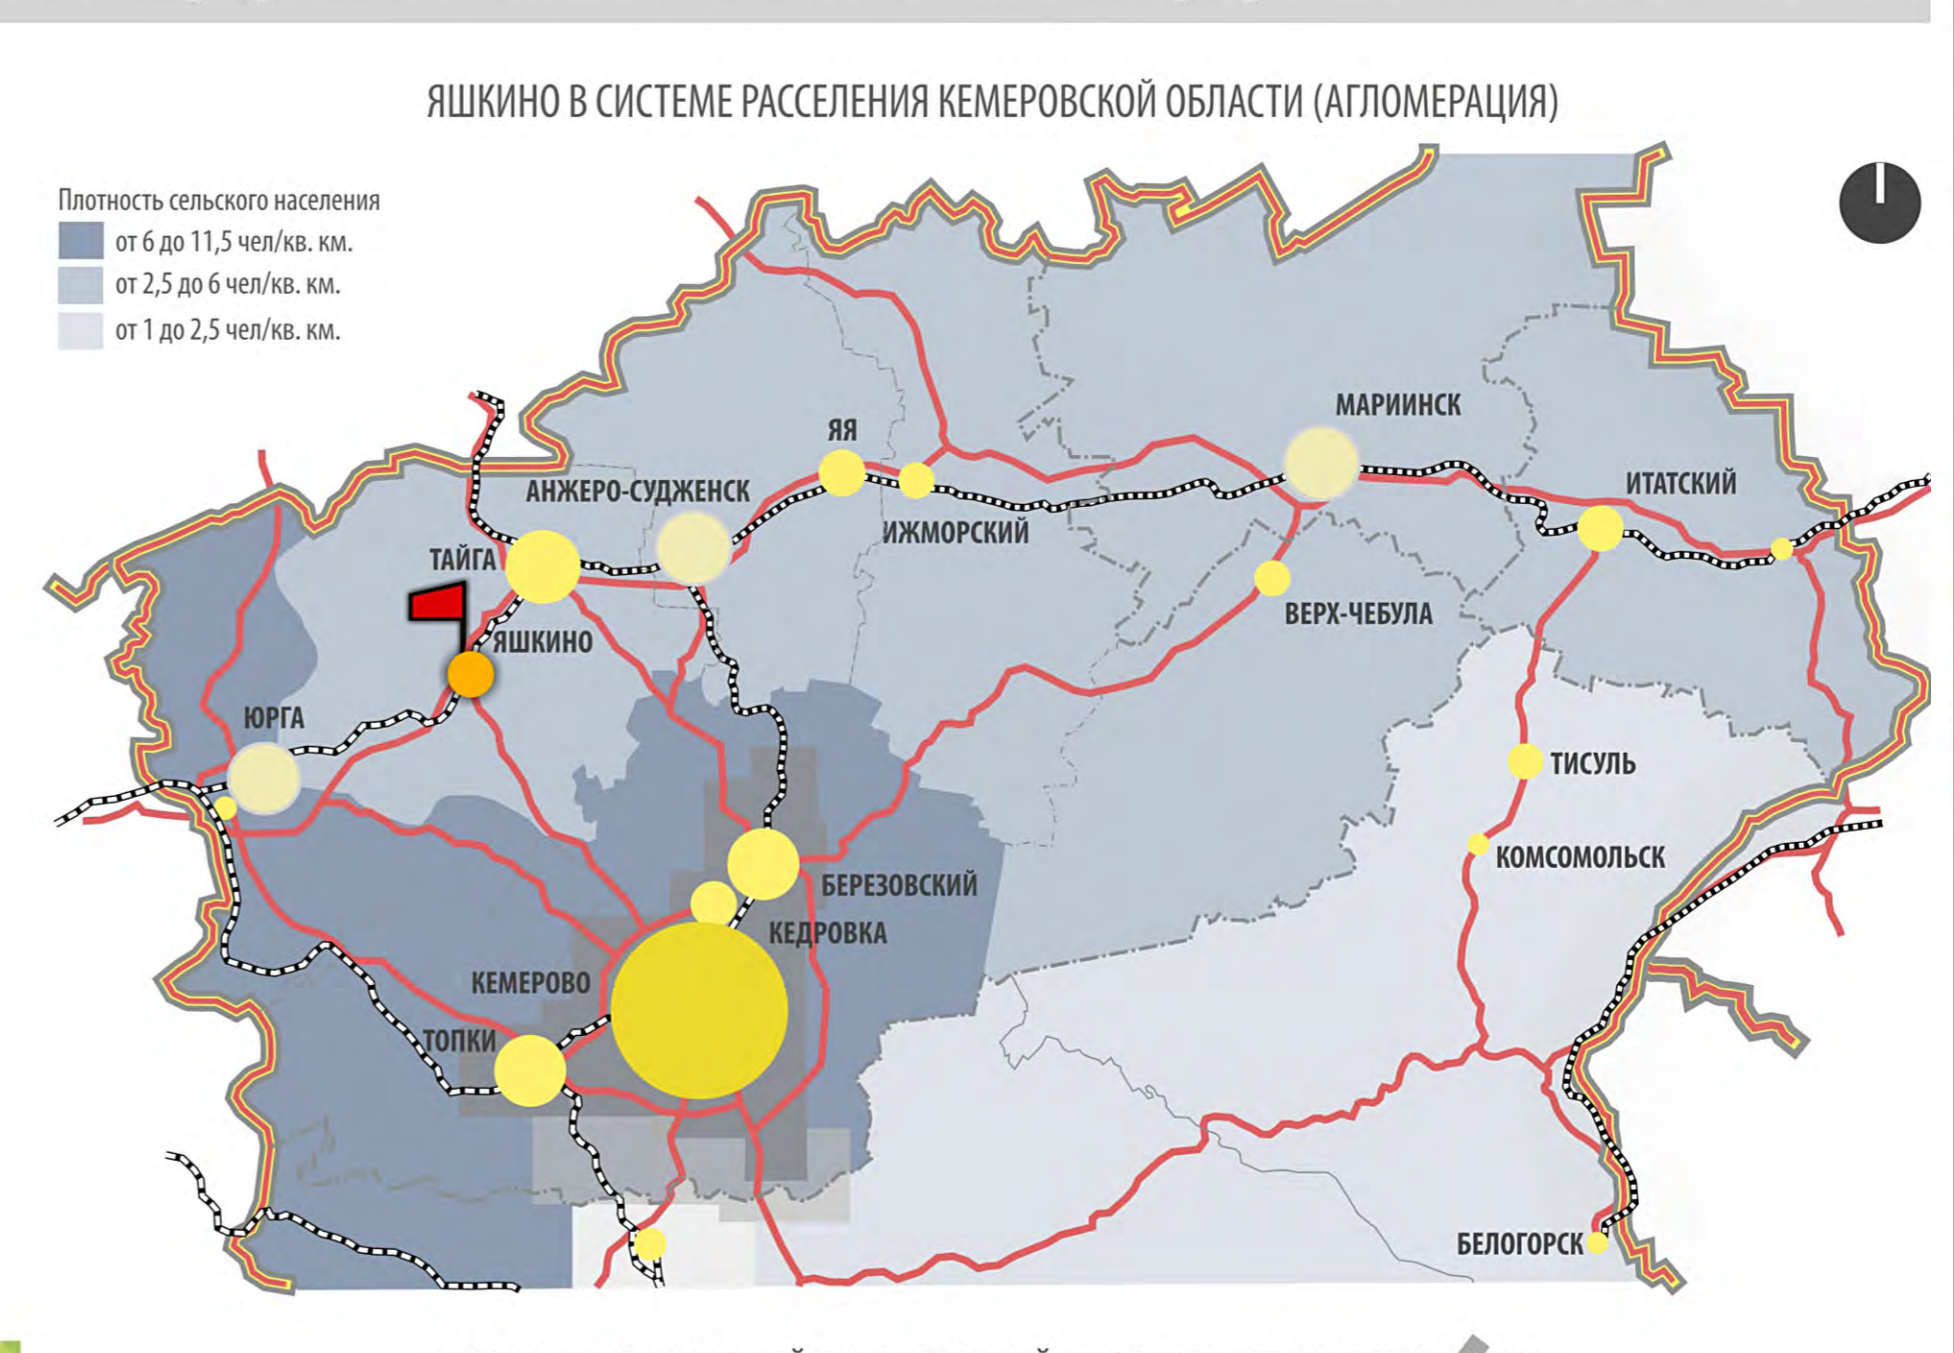 ЯШКИНО В СИСТЕМЕ РАССЕЛЕНИЯ КЕМЕРОВСКОЙ ОБЛАСТИ (АГЛОМЕРАЦИЯ)
Плотность сельского населения
от 6 до 11,5 чел/кв. км.
от 2,5 до 6 чел/кв. км.
от 1 до 2,5 чел/кв. км.
МАРИИНСК
ЯЯ
ИТАТСКИЙ
АНЖЕРО-СУДЖЕНСК
ИЖМОРСКИЙ
ТАЙГА
ВЕРХ-ЧЕБУЛА
ЯШКИНО
ЮРГА
ТИСУЛЬ
КОМСОМОЛЬСК
БЕРЕЗОВСКИЙ
КЕДРОВКА
КЕМЕРОВО
ТОПКИ
БЕЛОГОРСК